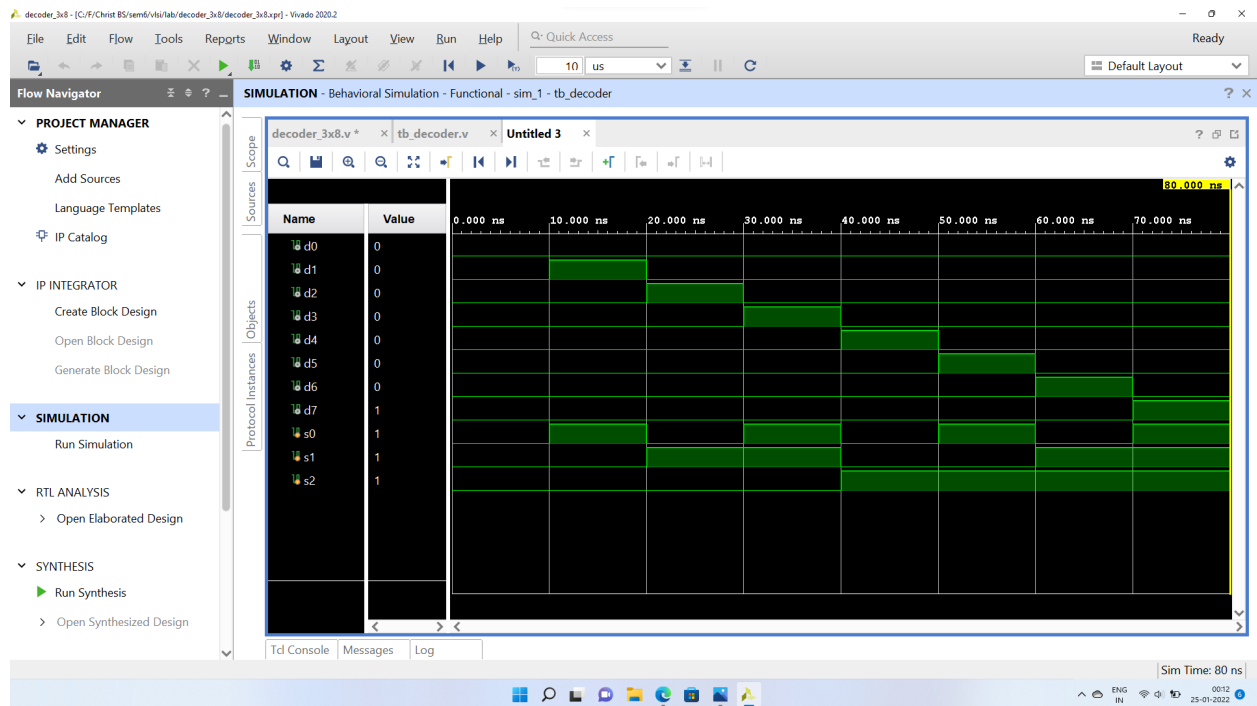 decoder_3x8 - [C:/F/Christ BS/sem6/vlsi/lab/decoder_3x8/decoder_3x8.xpr] - Vivado 2020.2
File Edit Flow Tools Reports Window Layout View Run Help Quick Access Ready
10 us Default Layout
Flow Navigator
SIMULATION - Behavioral Simulation - Functional - sim_1 - tb_decoder
PROJECT MANAGER
Settings
Add Sources
Language Templates
IP Catalog
IP INTEGRATOR
Create Block Design
Open Block Design
Generate Block Design
SIMULATION
Run Simulation
RTL ANALYSIS
Open Elaborated Design
SYNTHESIS
Run Synthesis
Open Synthesized Design
Scope
Sources
Objects
Protocol Instances
decoder_3x8.v * tb_decoder.v Untitled 3
80.000 ns
Name Value 0.000 ns 10.000 ns 20.000 ns 30.000 ns 40.000 ns 50.000 ns 60.000 ns 70.000 ns
d0 0
d1 0
d2 0
d3 0
d4 0
d5 0
d6 0
d7 1
s0 1
s1 1
s2 1
Tcl Console Messages Log
Sim Time: 80 ns
ENG
IN
00:12
25-01-2022
6